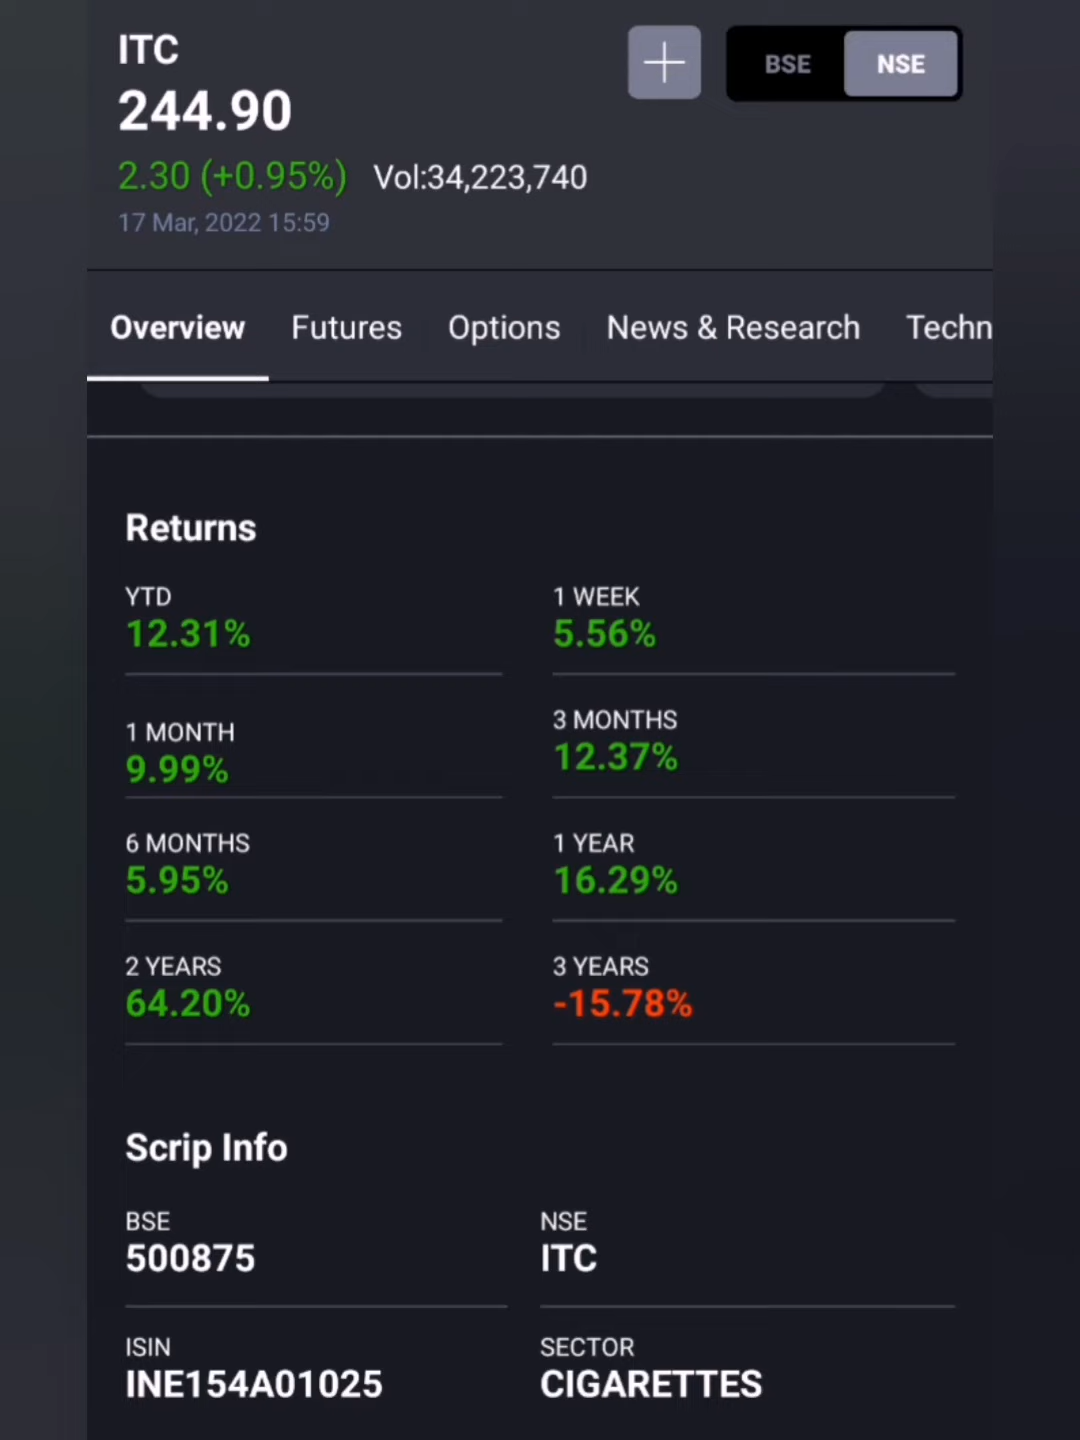 ITC
BSE NSE
244.90
2.30 (+0.95%) Vol:34,223,740
17 Mar, 2022 15:59
Overview Futures Options News & Research Techn
Returns
YTD 1 WEEK
12.31% 5.56%
1 MONTH 3 MONTHS
9.99% 12.37%
6 MONTHS 1 YEAR
5.95% 16.29%
2 YEARS 3 YEARS
64.20% -15.78%
Scrip Info
BSE NSE
500875 ITC
ISIN SECTOR
INE154A01025 CIGARETTES